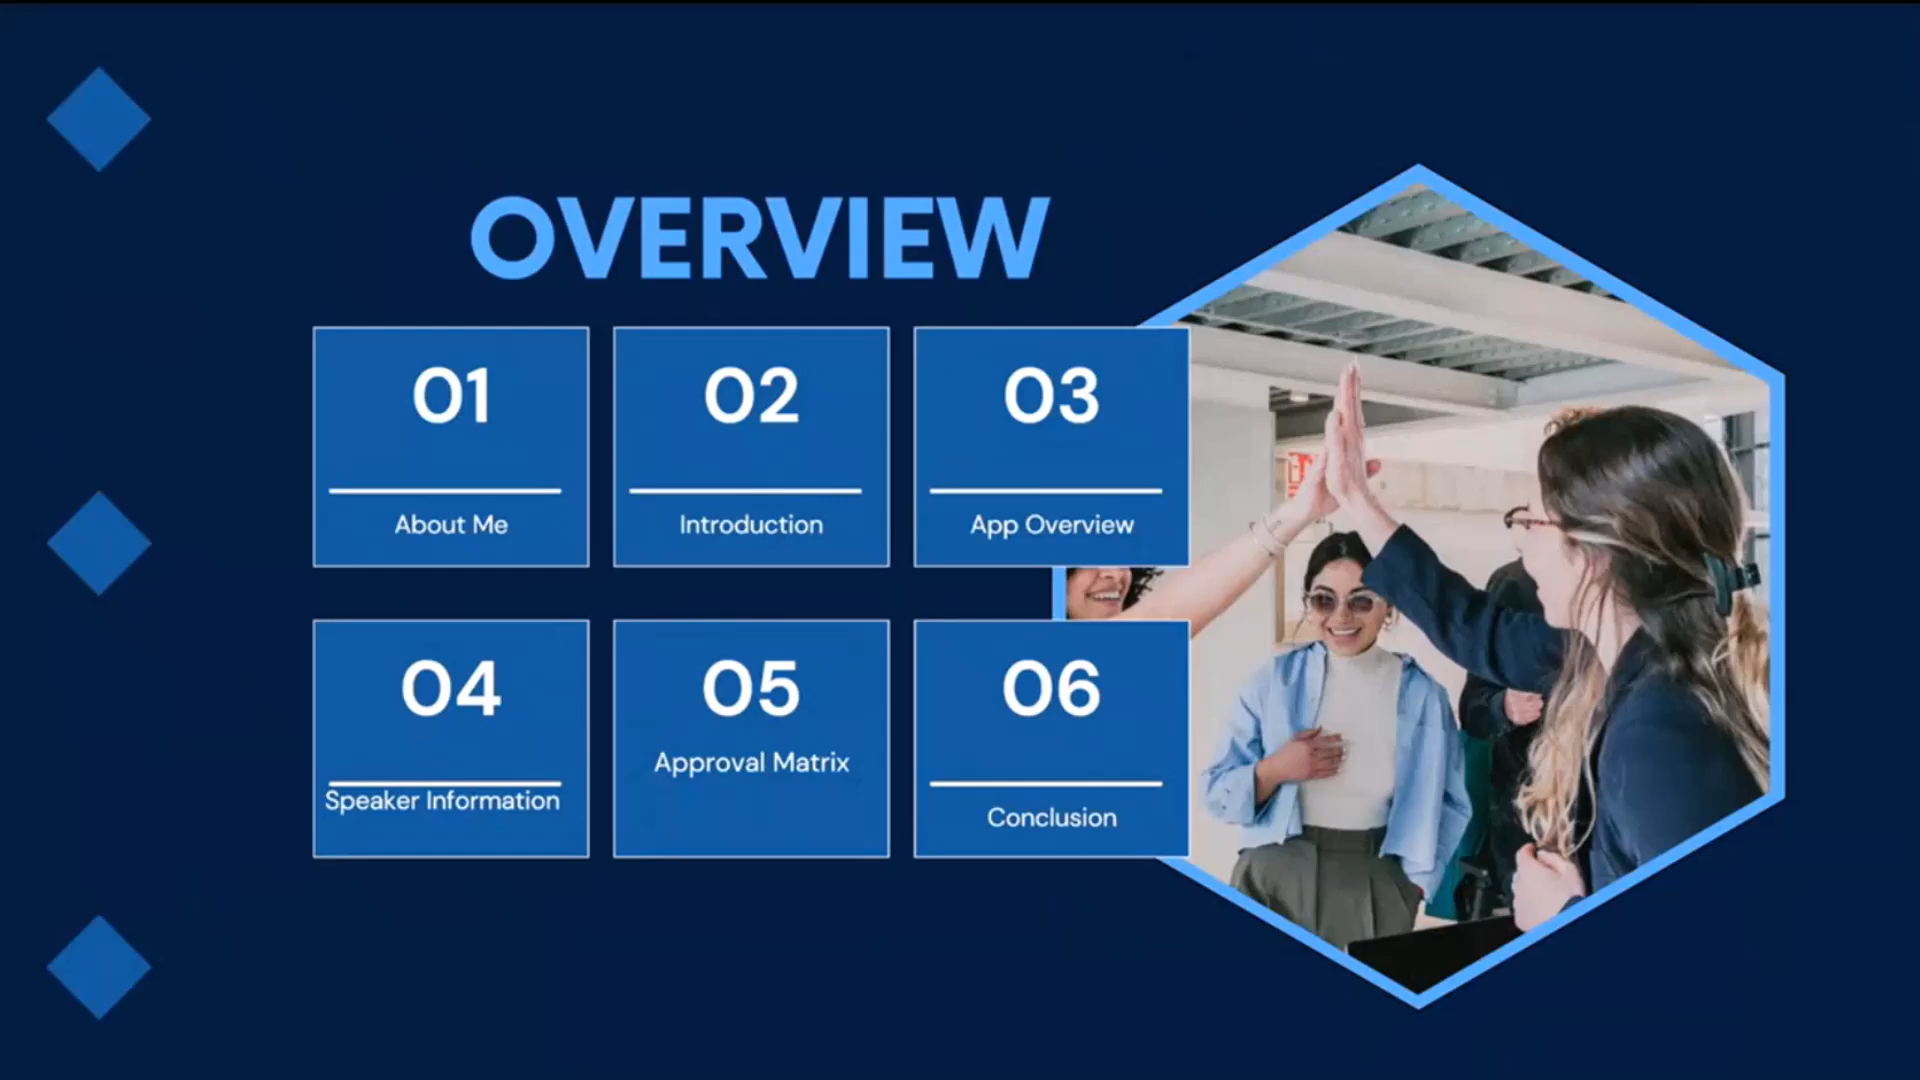 OVERVIEW
01
About Me
02
Introduction
03
App Overview
04
Speaker Information
05
Approval Matrix
06
Conclusion